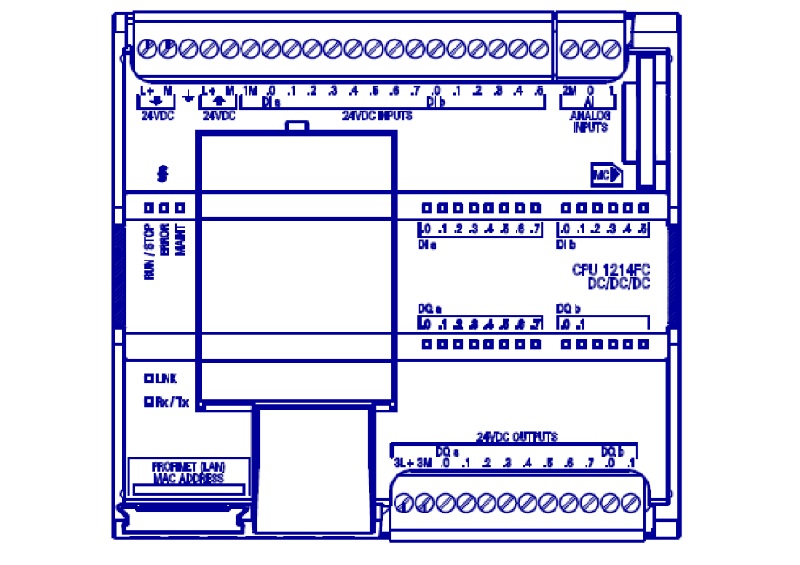 L+ M L+ M 1M .0 .1 .2 .3 .4 .5 .6 .7 .0 .1 .2 .3 .4 .5 2M 0 1
DI a DI b AI
24VDC 24VDC 24VDC INPUTS ANALOG
INPUTS
MC
RUN / STOP
ERROR
MAINT
.0 .1 .2 .3 .4 .5 .6 .7 .0 .1 .2 .3 .4 .5
DI a DI b
CPU 1214FC
DC/DC/DC
DQ a DQ b
.0 .1 .2 .3 .4 .5 .6 .7 .0 .1
LINK
Rx / Tx
24VDC OUTPUTS
DQ a DQ b
3L+ 3M .0 .1 .2 .3 .4 .5 .6 .7 .0 .1
PROFINET (LAN)
MAC ADDRESS